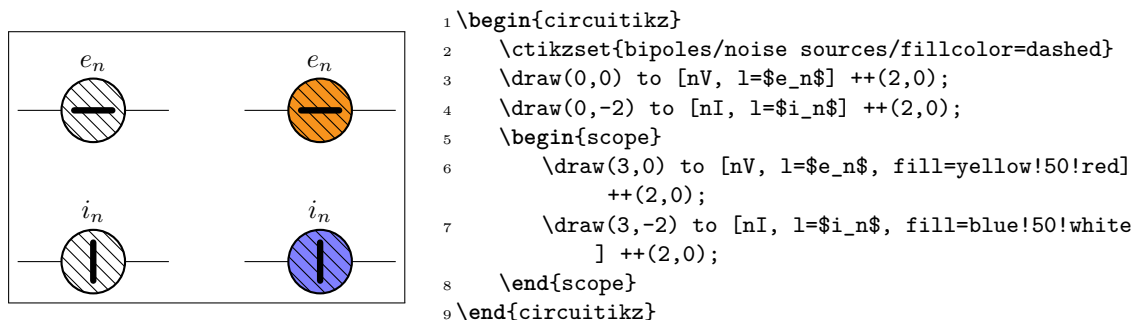 e_n e_n
i_n i_n
1 \begin{circuitikz}
2 \ctikzset{bipoles/noise sources/fillcolor=dashed}
3 \draw(0,0) to [nV, l=$e_n$] ++(2,0);
4 \draw(0,-2) to [nI, l=$i_n$] ++(2,0);
5 \begin{scope}
6 \draw(3,0) to [nV, l=$e_n$, fill=yellow!50!red]
++(2,0);
7 \draw(3,-2) to [nI, l=$i_n$, fill=blue!50!white
] ++(2,0);
8 \end{scope}
9 \end{circuitikz}